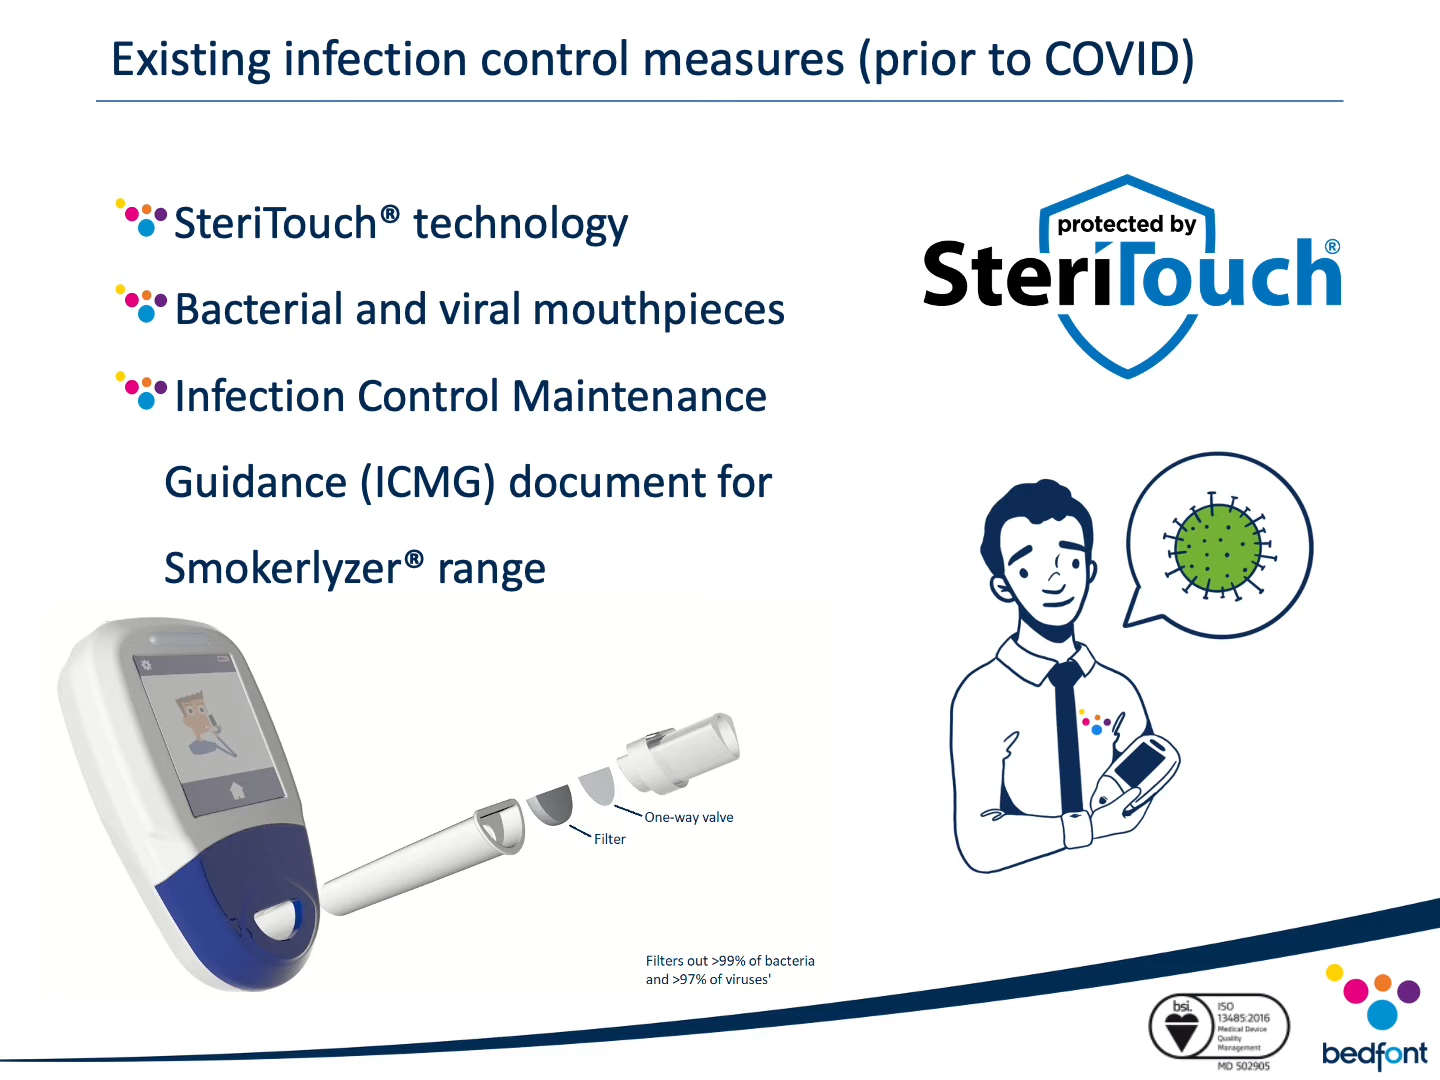 Existing infection control measures (prior to COVID)
SteriTouch® technology
Bacterial and viral mouthpieces
Infection Control Maintenance
Guidance (ICMG) document for
Smokerlyzer® range
protected by
SteriTouch®
One-way valve
Filter
Filters out >99% of bacteria
and >97% of viruses'
bsi.
ISO
13485:2016
Medical Device
Quality
Management
MD 502905
bedfont